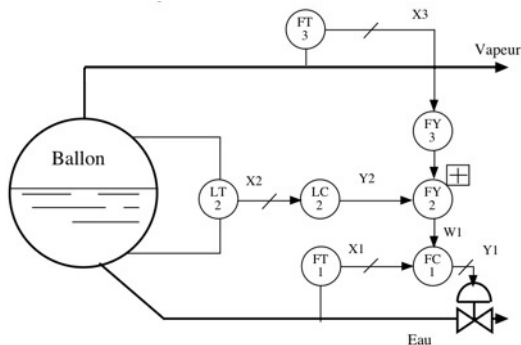 FT
3
X3
Vapeur
FY
3
Ballon
LT
2
X2
LC
2
Y2
FY
2
+
W1
FT
1
X1
FC
1
Y1
Eau